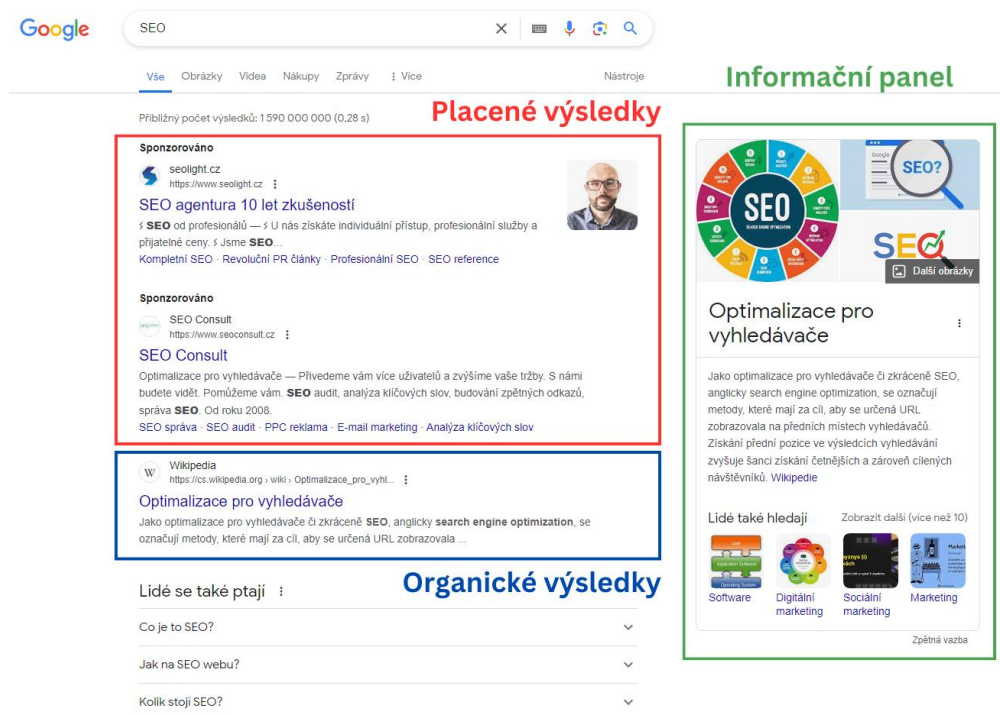 Google
SEO
Vše Obrázky Videa Nákupy Zprávy Více Nástroje
Přibližný počet výsledků: 1 590 000 000 (0,28 s)
Placené výsledky
Sponzorováno
seolight.cz
https://www.seolight.cz
SEO agentura 10 let zkušeností
⚡ SEO od profesionálů — ⚡ U nás získáte individuální přístup, profesionální služby a
přijatelné ceny. ⚡ Jsme SEO...
Kompletní SEO · Revoluční PR články · Profesionální SEO · SEO reference
Sponzorováno
SEO Consult
https://www.seoconsult.cz
SEO Consult
Optimalizace pro vyhledávače — Přivedeme vám více uživatelů a zvýšíme vaše tržby. S námi
budete vidět. Pomůžeme vám. SEO audit, analýza klíčových slov, budování zpětných odkazů,
správa SEO. Od roku 2008.
SEO správa · SEO audit · PPC reklama · E-mail marketing · Analýza klíčových slov
W
Wikipedia
https://cs.wikipedia.org › wiki › Optimalizace_pro_vyhl...
Optimalizace pro vyhledávače
Jako optimalizace pro vyhledávače či zkráceně SEO, anglicky search engine optimization, se
označují metody, které mají za cíl, aby se určená URL zobrazovala ...
Organické výsledky
Lidé se také ptají
Co je to SEO?
Jak na SEO webu?
Kolik stojí SEO?
Informační panel
SEO
SEARCH ENGINE OPTIMIZATION
Google
SEO?
SEO
Další obrázky
Optimalizace pro
vyhledávače
Jako optimalizace pro vyhledávače či zkráceně SEO,
anglicky search engine optimization, se označují
metody, které mají za cíl, aby se určená URL
zobrazovala na předních místech vyhledávačů.
Získání přední pozice ve výsledcích vyhledávání
zvyšuje šanci získání četnějších a zároveň cílených
návštěvníků. Wikipedie
Lidé také hledají Zobrazit další (více než 10)
Software
Digitální
marketing
Sociální
marketing
Marketing
Zpětná vazba